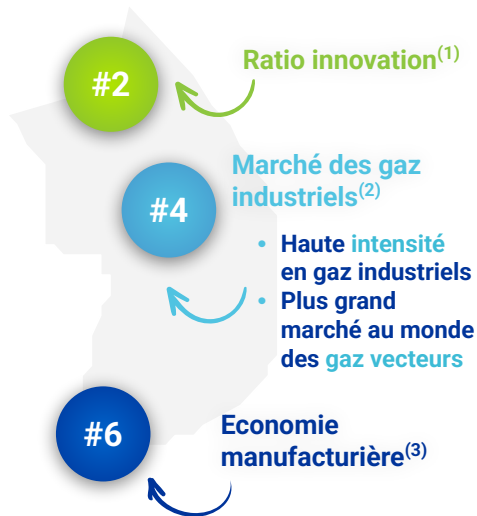 #2
Ratio innovation(1)
#4
Marché des gaz
industriels(2)
• Haute intensité
en gaz industriels
• Plus grand
marché au monde
des gaz vecteurs
#6
Economie
manufacturière(3)